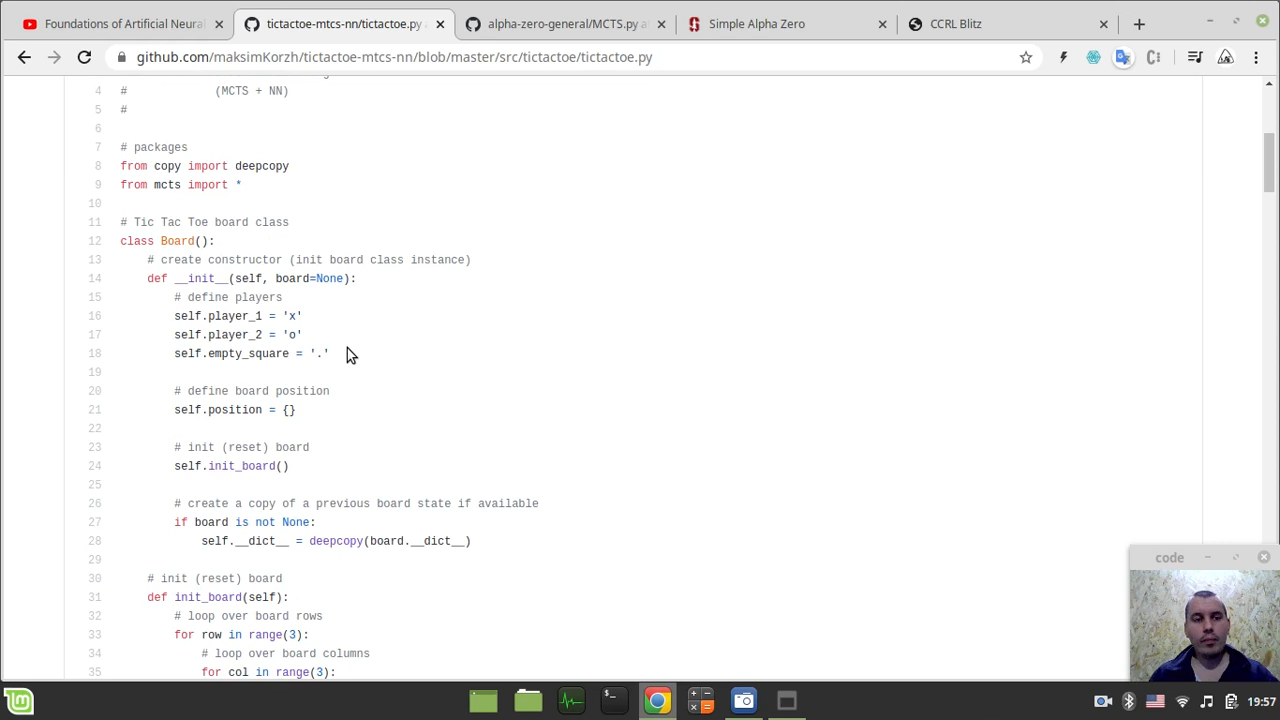 Foundations of Artificial Neural
tictactoe-mtcs-nn/tictactoe.py
alpha-zero-general/MCTS.py
Simple Alpha Zero
CCRL Blitz
github.com/maksimKorzh/tictactoe-mtcs-nn/blob/master/src/tictactoe/tictactoe.py
4 # (MCTS + NN)
5 #
6
7 # packages
8 from copy import deepcopy
9 from mcts import *
10
11 # Tic Tac Toe board class
12 class Board():
13 # create constructor (init board class instance)
14 def __init__(self, board=None):
15 # define players
16 self.player_1 = 'x'
17 self.player_2 = 'o'
18 self.empty_square = '.'
19
20 # define board position
21 self.position = {}
22
23 # init (reset) board
24 self.init_board()
25
26 # create a copy of a previous board state if available
27 if board is not None:
28 self.__dict__ = deepcopy(board.__dict__)
29
30 # init (reset) board
31 def init_board(self):
32 # loop over board rows
33 for row in range(3):
34 # loop over board columns
35 for col in range(3):
code
19:57